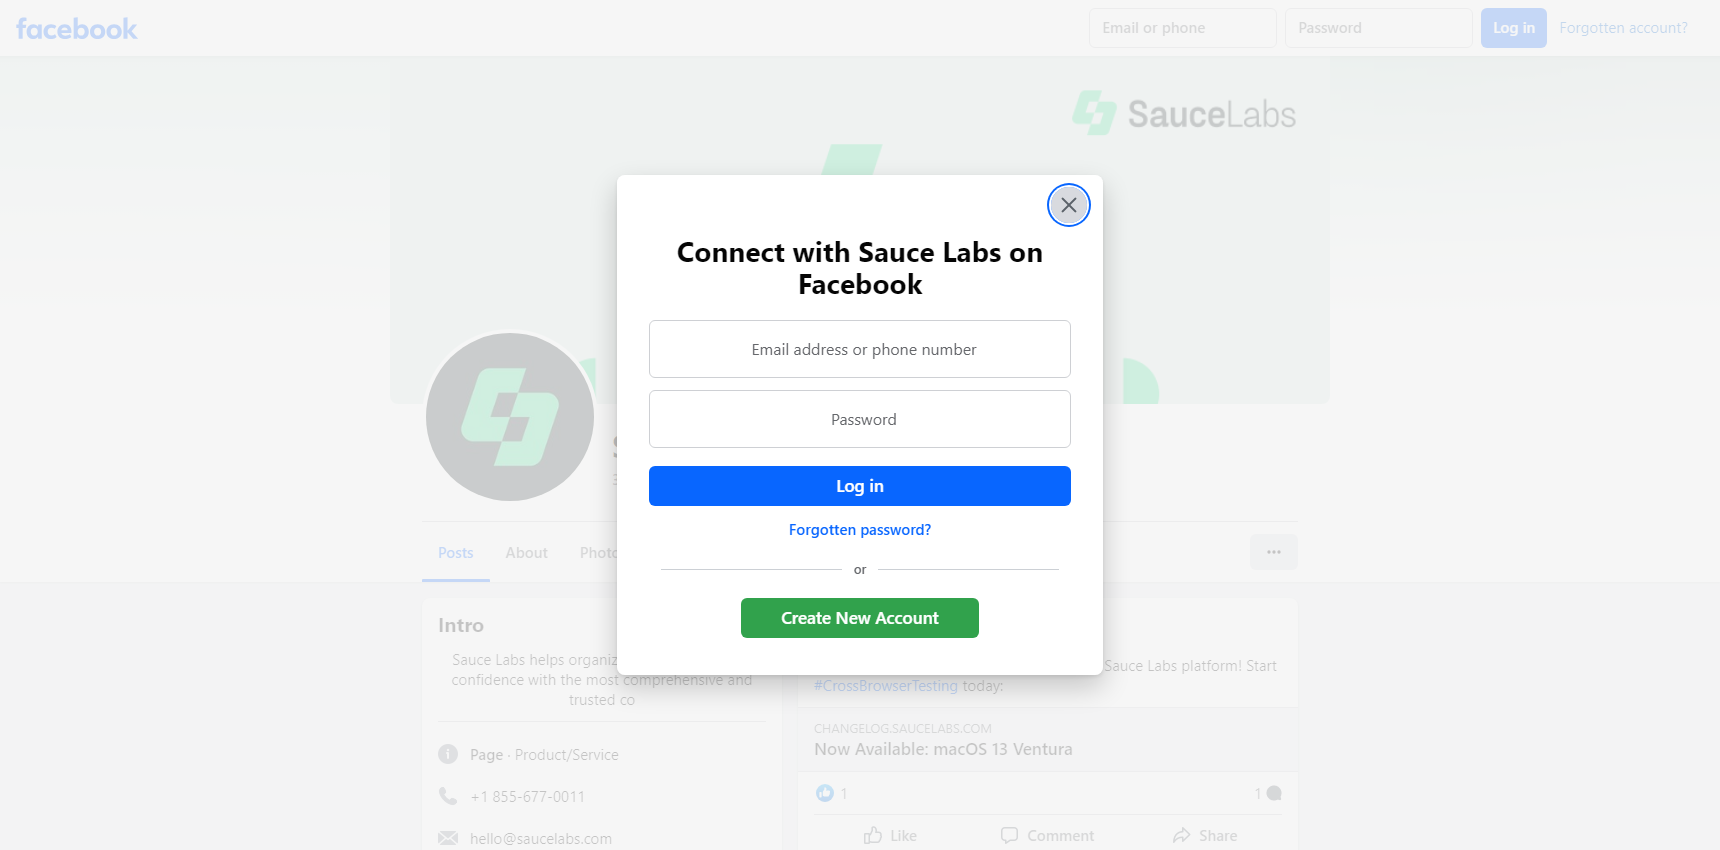 facebook
Email or phone
Password
Log in
Forgotten account?
SauceLabs
Connect with Sauce Labs on
Facebook
Email address or phone number
Password
Log in
Forgotten password?
or
Create New Account
Posts
About
Intro
Sauce Labs helps
confidence with the most comprehensive and
trusted co
Page · Product/Service
+1 855-677-0011
hello@saucelabs.com
Sauce Labs platform! Start
#CrossBrowserTesting today:
CHANGELOG.SAUCELABS.COM
Now Available: macOS 13 Ventura
1
1
Like
Comment
Share